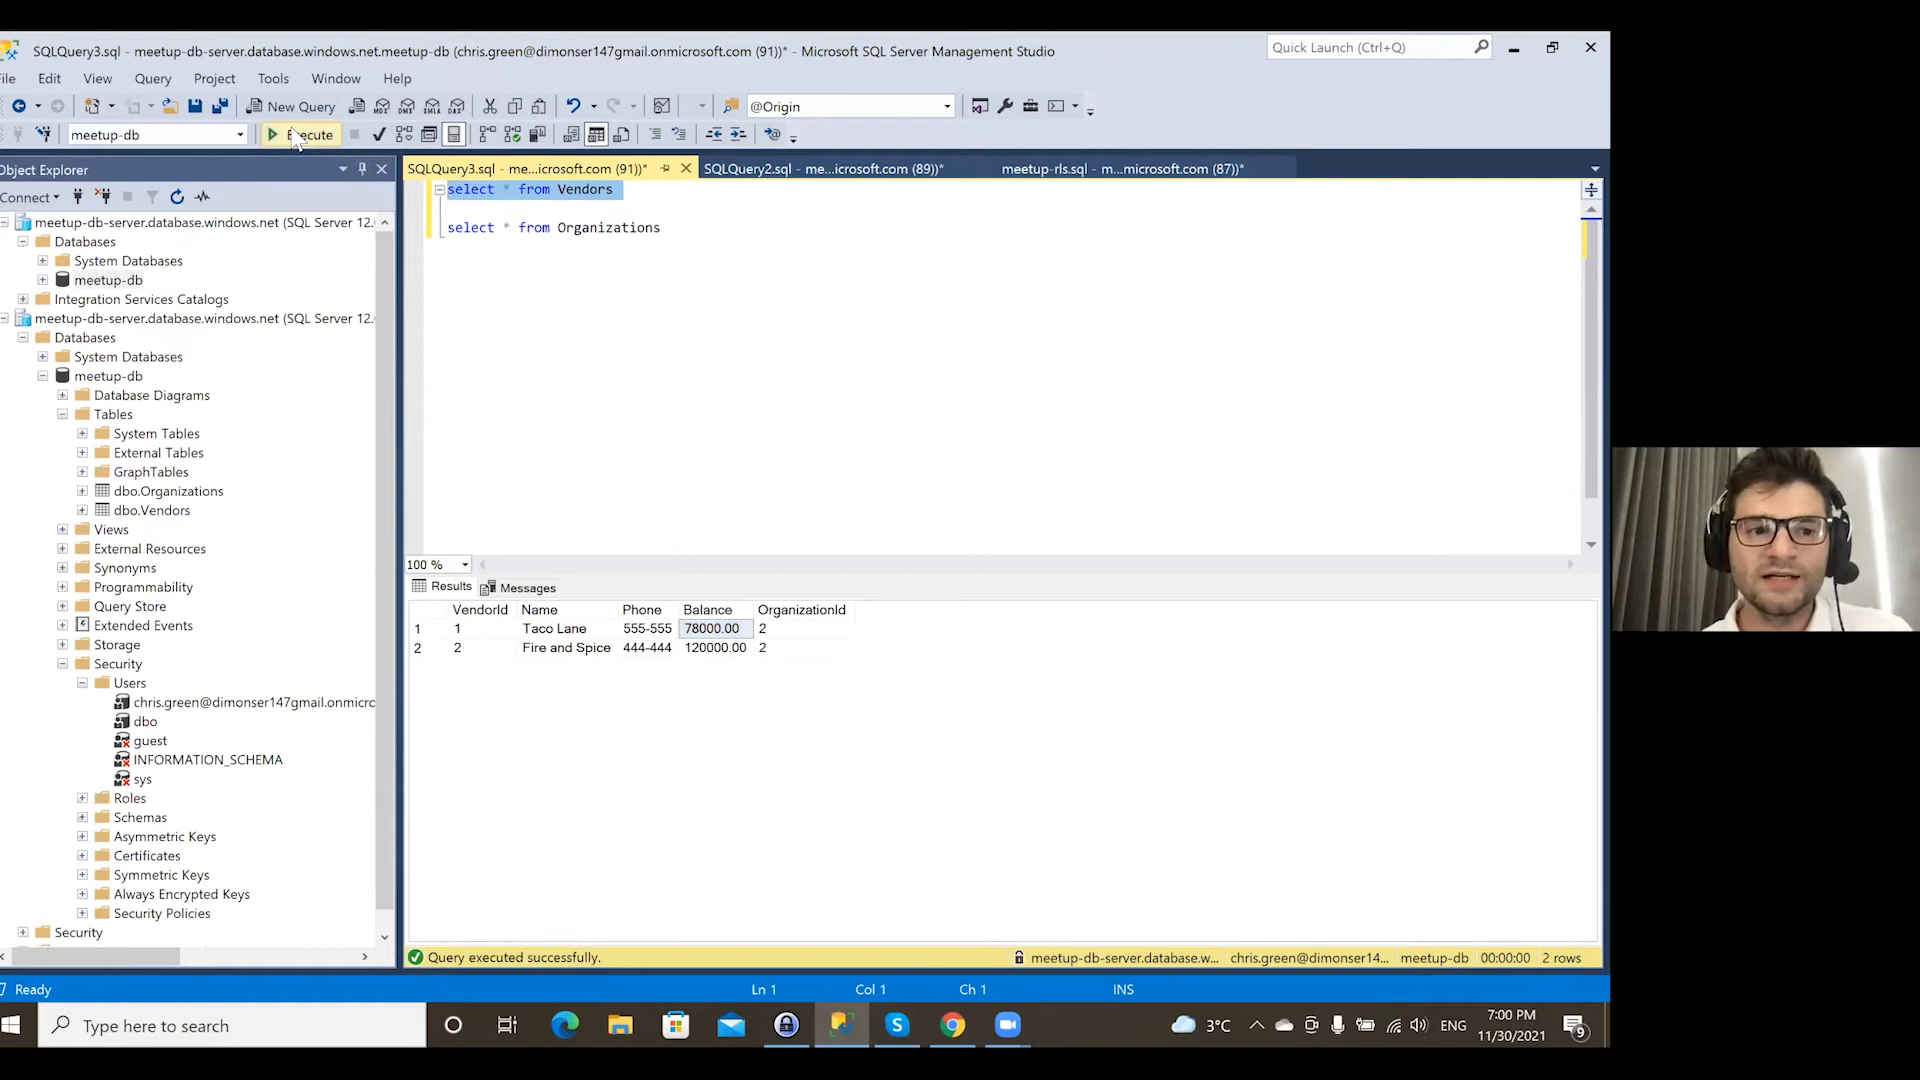 SQLQuery3.sql - meetup-db-server.database.windows.net.meetup-db (chris.green@dimonser147gmail.onmicrosoft.com (91))* - Microsoft SQL Server Management Studio
Quick Launch (Ctrl+Q)
File Edit View Query Project Tools Window Help
New Query
MDX DMX XMLA DAX
@Origin
meetup-db
Execute
Object Explorer
SQLQuery3.sql - me...icrosoft.com (91))*
SQLQuery2.sql - me...icrosoft.com (89))*
meetup-rls.sql - m...microsoft.com (87))*
Connect
meetup-db-server.database.windows.net (SQL Server 12.
Databases
System Databases
meetup-db
Integration Services Catalogs
meetup-db-server.database.windows.net (SQL Server 12.
Databases
System Databases
meetup-db
Database Diagrams
Tables
System Tables
External Tables
GraphTables
dbo.Organizations
dbo.Vendors
Views
External Resources
Synonyms
Programmability
Query Store
Extended Events
Storage
Security
Users
chris.green@dimonser147gmail.onmicro
dbo
guest
INFORMATION_SCHEMA
sys
Roles
Schemas
Asymmetric Keys
Certificates
Symmetric Keys
Always Encrypted Keys
Security Policies
Security
select * from Vendors
select * from Organizations
100 %
Results Messages
VendorId Name Phone Balance OrganizationId
1 1 Taco Lane 555-555 78000.00 2
2 2 Fire and Spice 444-444 120000.00 2
Query executed successfully.
meetup-db-server.database.w... chris.green@dimonser14... meetup-db 00:00:00 2 rows
Ready
Ln 1 Col 1 Ch 1 INS
Type here to search
3°C
ENG
7:00 PM
11/30/2021
9